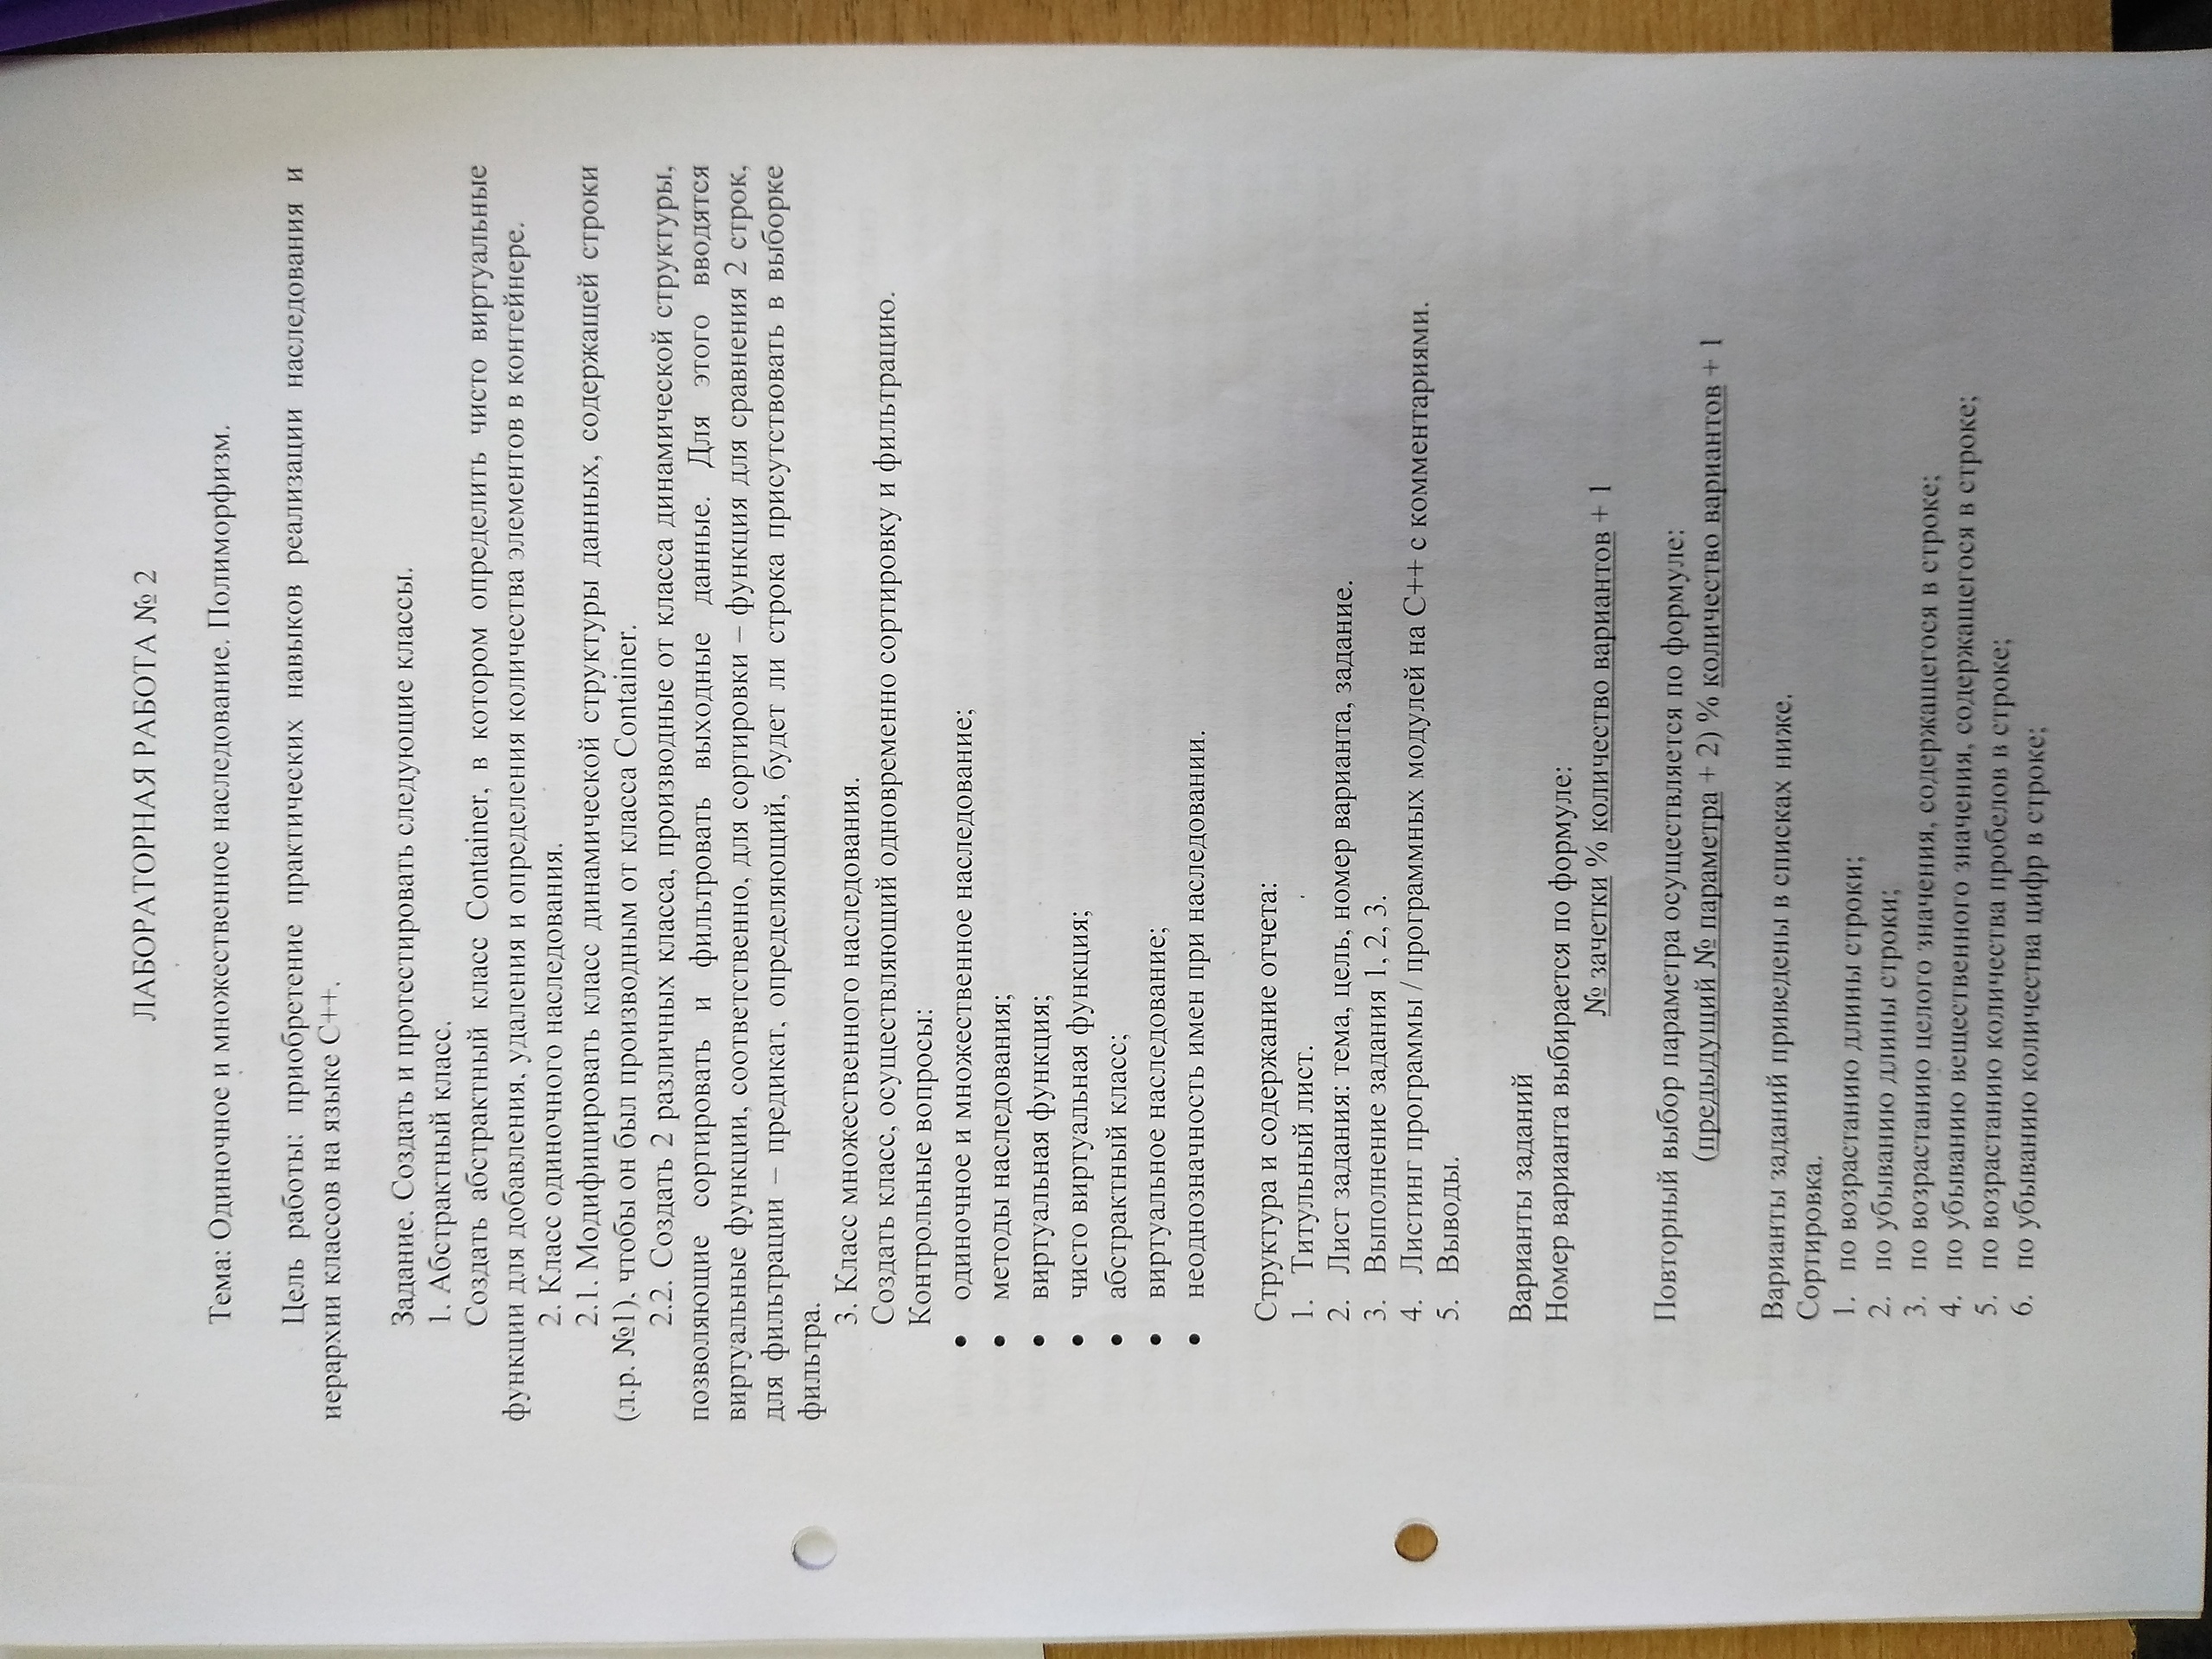 ЛАБОРАТОРНАЯ РАБОТА № 2
Тема: Одиночное и множественное наследование. Полиморфизм.
Цель работы: приобретение практических навыков реализации наследования и
иерархии классов на языке С++.
Задание. Создать и протестировать следующие классы.
1. Абстрактный класс.
Создать абстрактный класс Container, в котором определить чисто виртуальные
функции для добавления, удаления и определения количества элементов в контейнере.
2. Класс одиночного наследования.
2.1. Модифицировать класс динамической структуры данных, содержащей строки
(л.р. №1), чтобы он был производным от класса Container.
2.2. Создать 2 различных класса, производные от класса динамической структуры,
позволяющие сортировать и фильтровать выходные данные. Для этого вводятся
виртуальные функции, соответственно, для сортировки – функция для сравнения 2 строк,
для фильтрации – предикат, определяющий, будет ли строка присутствовать в выборке
фильтра.
3. Класс множественного наследования.
Создать класс, осуществляющий одновременно сортировку и фильтрацию.
Контрольные вопросы:
• одиночное и множественное наследование;
• методы наследования;
• виртуальная функция;
• чисто виртуальная функция;
• абстрактный класс;
• виртуальное наследование;
• неоднозначность имен при наследовании.
Структура и содержание отчета:
1. Титульный лист.
2. Лист задания: тема, цель, номер варианта, задание.
3. Выполнение задания 1, 2, 3.
4. Листинг программы / программных модулей на С++ с комментариями.
5. Выводы.
Варианты заданий
Номер варианта выбирается по формуле:
№ зачетки % количество вариантов + 1
Повторный выбор параметра осуществляется по формуле:
(предыдущий № параметра + 2) % количество вариантов + 1
Варианты заданий приведены в списках ниже.
Сортировка.
1. по возрастанию длины строки;
2. по убыванию длины строки;
3. по возрастанию целого значения, содержащегося в строке;
4. по убыванию вещественного значения, содержащегося в строке;
5. по возрастанию количества пробелов в строке;
6. по убыванию количества цифр в строке;